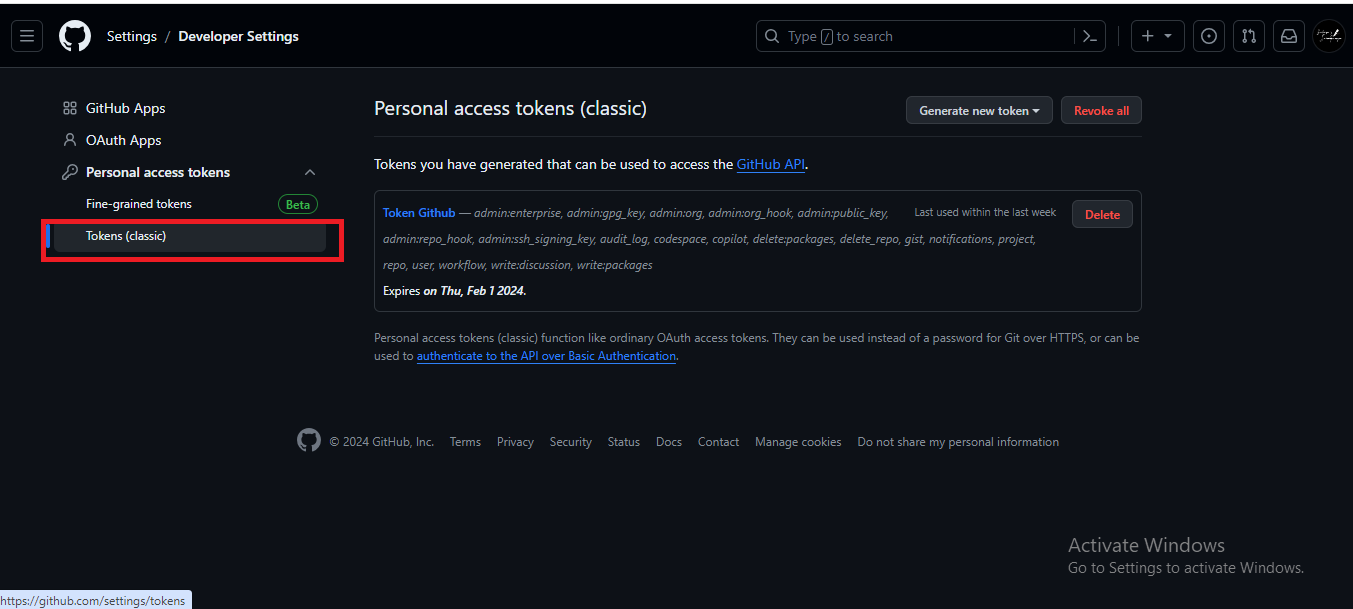 Settings / Developer Settings
Type / to search
GitHub Apps
OAuth Apps
Personal access tokens
Fine-grained tokens Beta
Tokens (classic)
Personal access tokens (classic)
Generate new token
Revoke all
Tokens you have generated that can be used to access the GitHub API.
Token Github — admin:enterprise, admin:gpg_key, admin:org, admin:org_hook, admin:public_key,
admin:repo_hook, admin:ssh_signing_key, audit_log, codespace, copilot, delete:packages, delete_repo, gist, notifications, project,
repo, user, workflow, write:discussion, write:packages
Last used within the last week
Delete
Expires on Thu, Feb 1 2024.
Personal access tokens (classic) function like ordinary OAuth access tokens. They can be used instead of a password for Git over HTTPS, or can be
used to authenticate to the API over Basic Authentication.
© 2024 GitHub, Inc. Terms Privacy Security Status Docs Contact Manage cookies Do not share my personal information
Activate Windows
Go to Settings to activate Windows.
https://github.com/settings/tokens